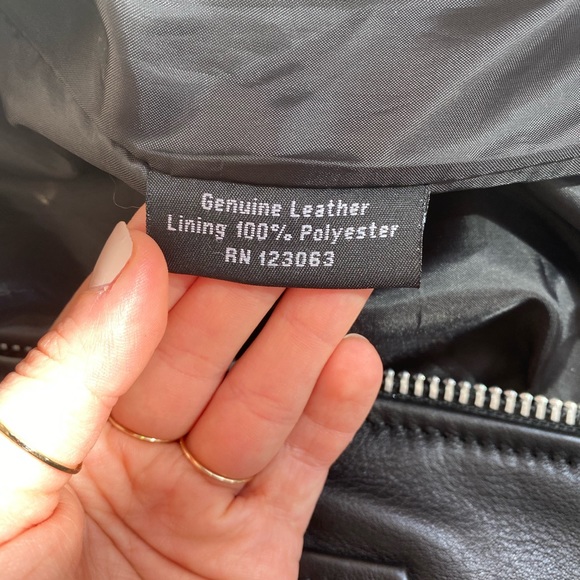 Genuine Leather
Lining 100% Polyester
RN 123063